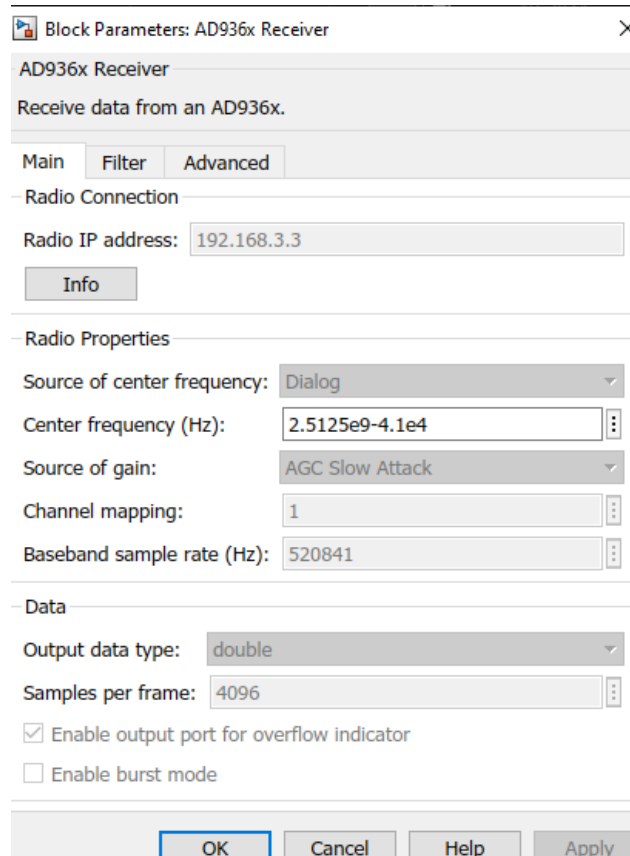 Block Parameters: AD936x Receiver
AD936x Receiver
Receive data from an AD936x.
Main Filter Advanced
Radio Connection
Radio IP address: 192.168.3.3
Info
Radio Properties
Source of center frequency: Dialog
Center frequency (Hz): 2.5125e9-4.1e4
Source of gain: AGC Slow Attack
Channel mapping: 1
Baseband sample rate (Hz): 520841
Data
Output data type: double
Samples per frame: 4096
Enable output port for overflow indicator
Enable burst mode
OK Cancel Help Apply